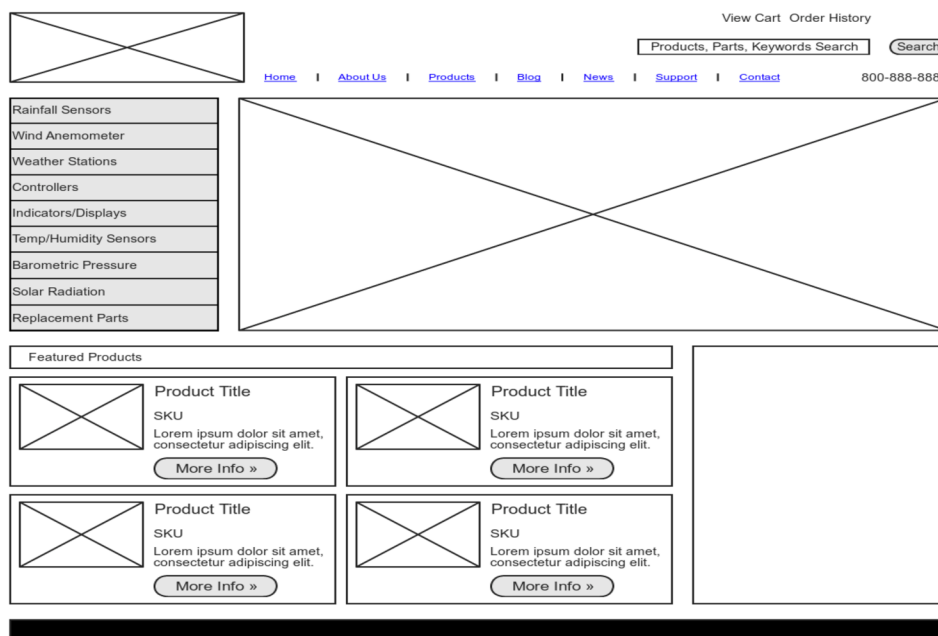 View Cart Order History
Products, Parts, Keywords Search Search
Home | About Us | Products | Blog | News | Support | Contact 800-888-888
Rainfall Sensors
Wind Anemometer
Weather Stations
Controllers
Indicators/Displays
Temp/Humidity Sensors
Barometric Pressure
Solar Radiation
Replacement Parts
Featured Products
Product Title
SKU
Lorem ipsum dolor sit amet,
consectetur adipiscing elit.
More Info »
Product Title
SKU
Lorem ipsum dolor sit amet,
consectetur adipiscing elit.
More Info »
Product Title
SKU
Lorem ipsum dolor sit amet,
consectetur adipiscing elit.
More Info »
Product Title
SKU
Lorem ipsum dolor sit amet,
consectetur adipiscing elit.
More Info »